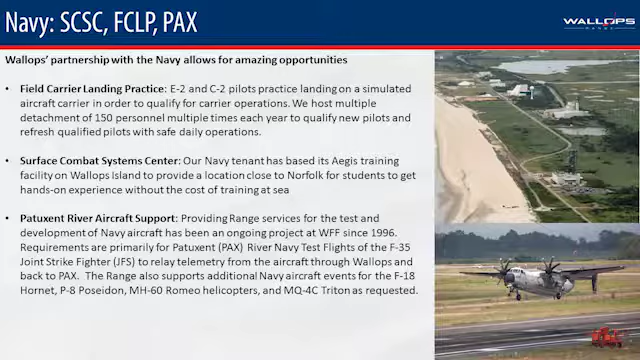 Navy: SCSC, FCLP, PAX
WALLOPS
RANGE
Wallops' partnership with the Navy allows for amazing opportunities
• Field Carrier Landing Practice: E-2 and C-2 pilots practice landing on a simulated
aircraft carrier in order to qualify for carrier operations. We host multiple
detachment of 150 personnel multiple times each year to qualify new pilots and
refresh qualified pilots with safe daily operations.
• Surface Combat Systems Center: Our Navy tenant has based its Aegis training
facility on Wallops Island to provide a location close to Norfolk for students to get
hands-on experience without the cost of training at sea
• Patuxent River Aircraft Support: Providing Range services for the test and
development of Navy aircraft has been an ongoing project at WFF since 1996.
Requirements are primarily for Patuxent (PAX) River Navy Test Flights of the F-35
Joint Strike Fighter (JFS) to relay telemetry from the aircraft through Wallops and
back to PAX. The Range also supports additional Navy aircraft events for the F-18
Hornet, P-8 Poseidon, MH-60 Romeo helicopters, and MQ-4C Triton as requested.